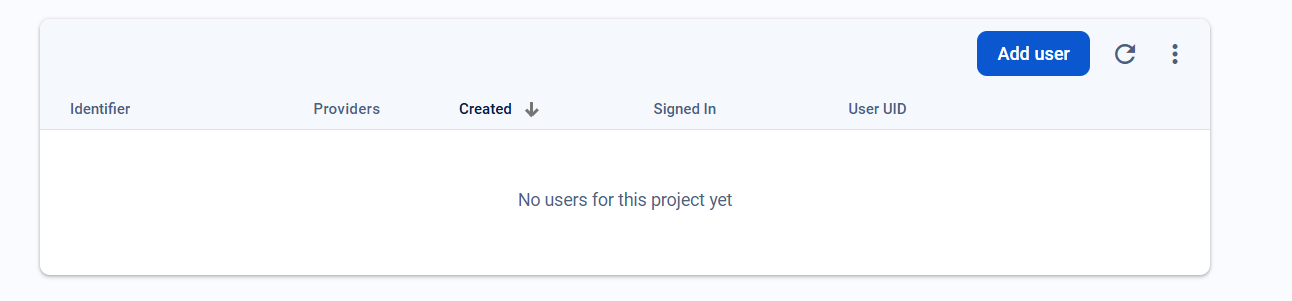 Add user
Identifier Providers Created Signed In User UID
No users for this project yet